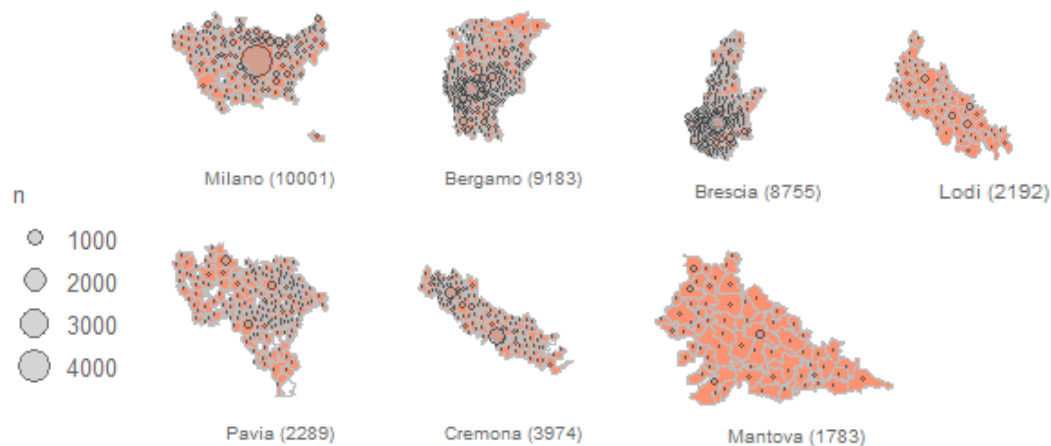 Milano (10001)
Bergamo (9183)
Brescia (8755)
Lodi (2192)
n
1000
2000
3000
4000
Pavia (2289)
Cremona (3974)
Mantova (1783)